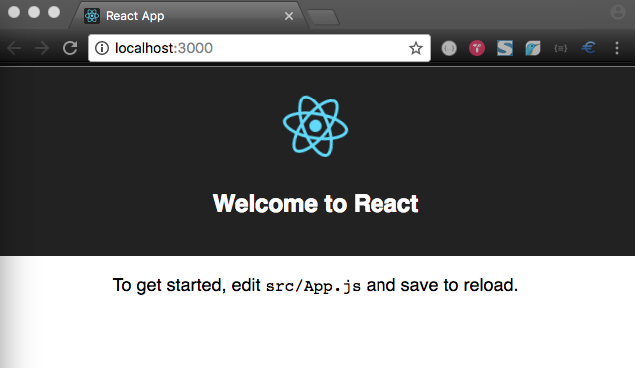 React App
localhost:3000
Welcome to React
To get started, edit src/App.js and save to reload.